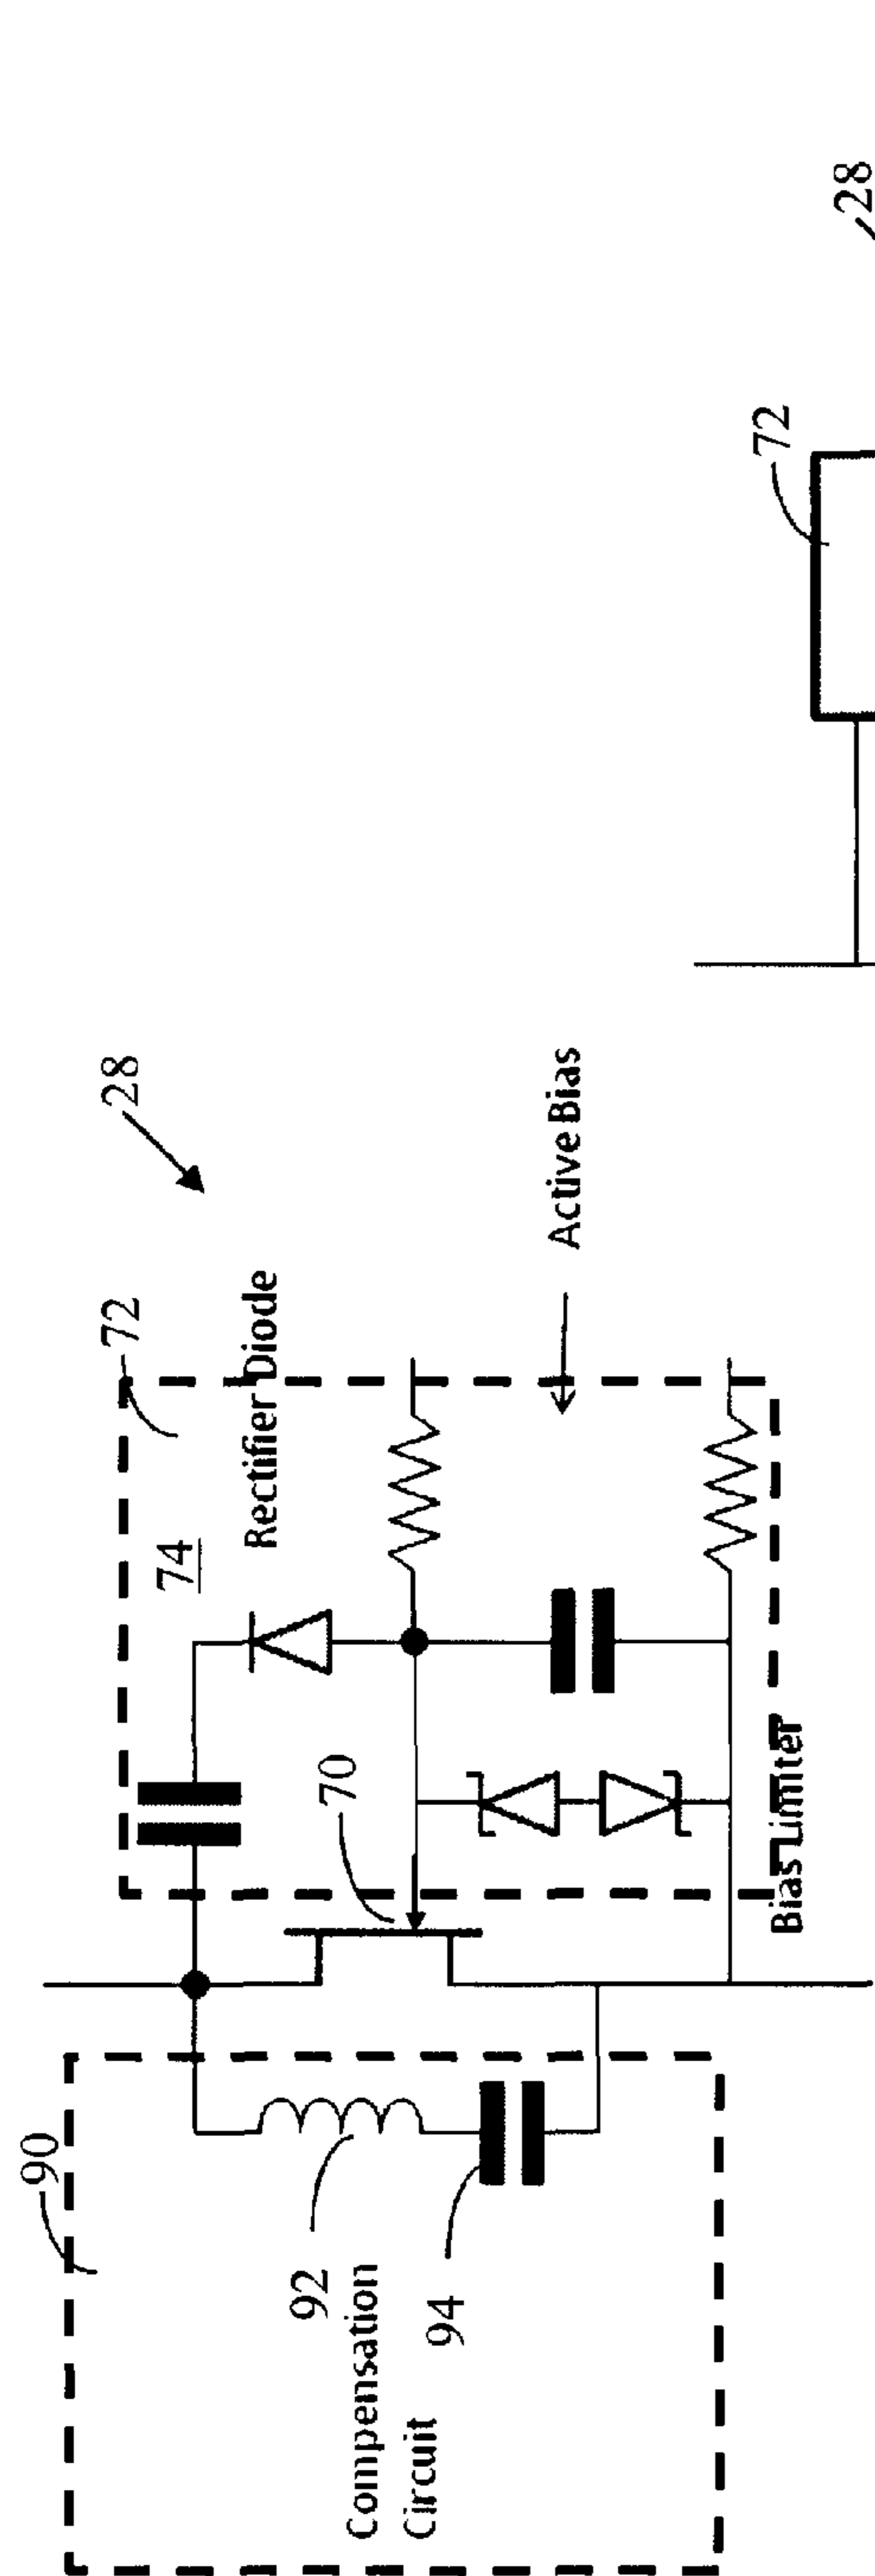 90
92
Compensation
Circuit
94
70
Bias Limiter
74
72
Rectifier Diode
28
Active Bias
72
28